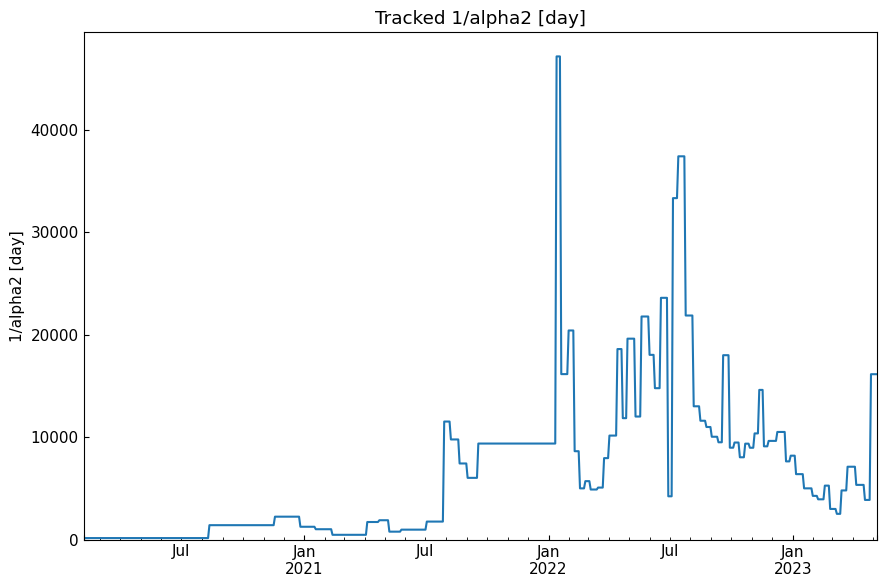 Tracked 1/alpha2 [day]
1/alpha2 [day]
40000
30000
20000
10000
0
Jul
Jan
2021
Jul
Jan
2022
Jul
Jan
2023